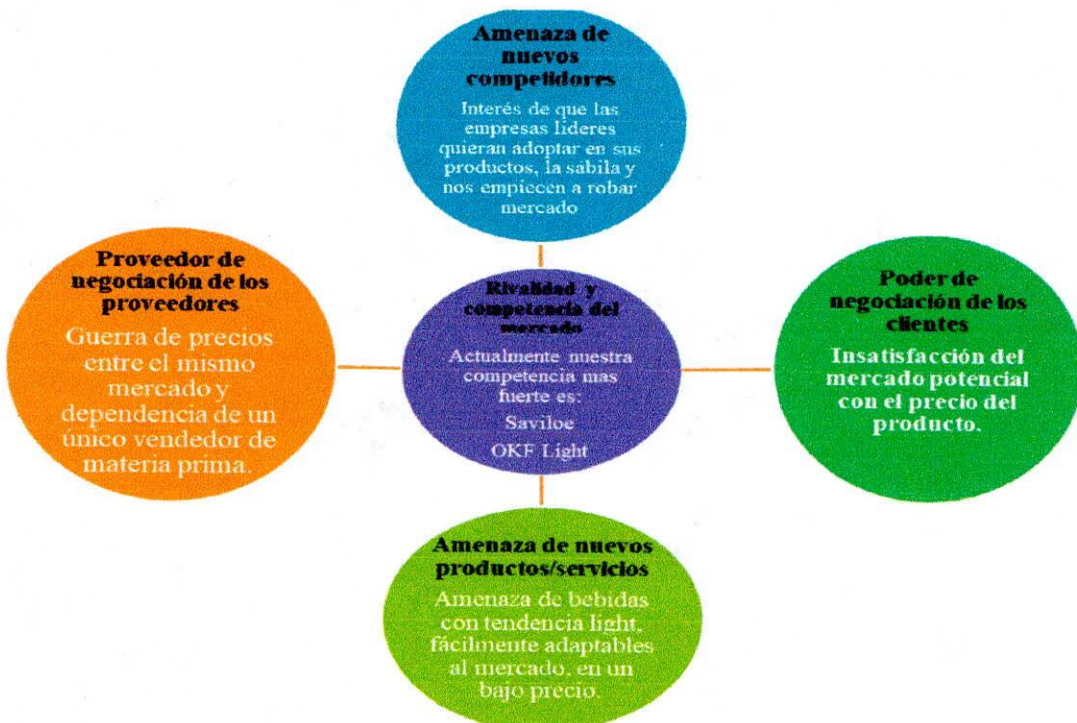 Amenaza de
nuevos
competidores
Interés de que las
empresas lideres
quieran adoptar en sus
productos, la sábila y
nos empiecen a robar
mercado
Proveedor de
negociación de los
proveedores
Guerra de precios
entre el mismo
mercado y
dependencia de un
único vendedor de
materia prima.
Rivalidad y
competencia del
mercado
Actualmente nuestra
competencia mas
fuerte es:
Saviloe
OKF Light
Poder de
negociación de los
clientes
Insatisfacción del
mercado potencial
con el precio del
producto.
Amenaza de nuevos
productos/servicios
Amenaza de bebidas
con tendencia light,
fácilmente adaptables
al mercado, en un
bajo precio.